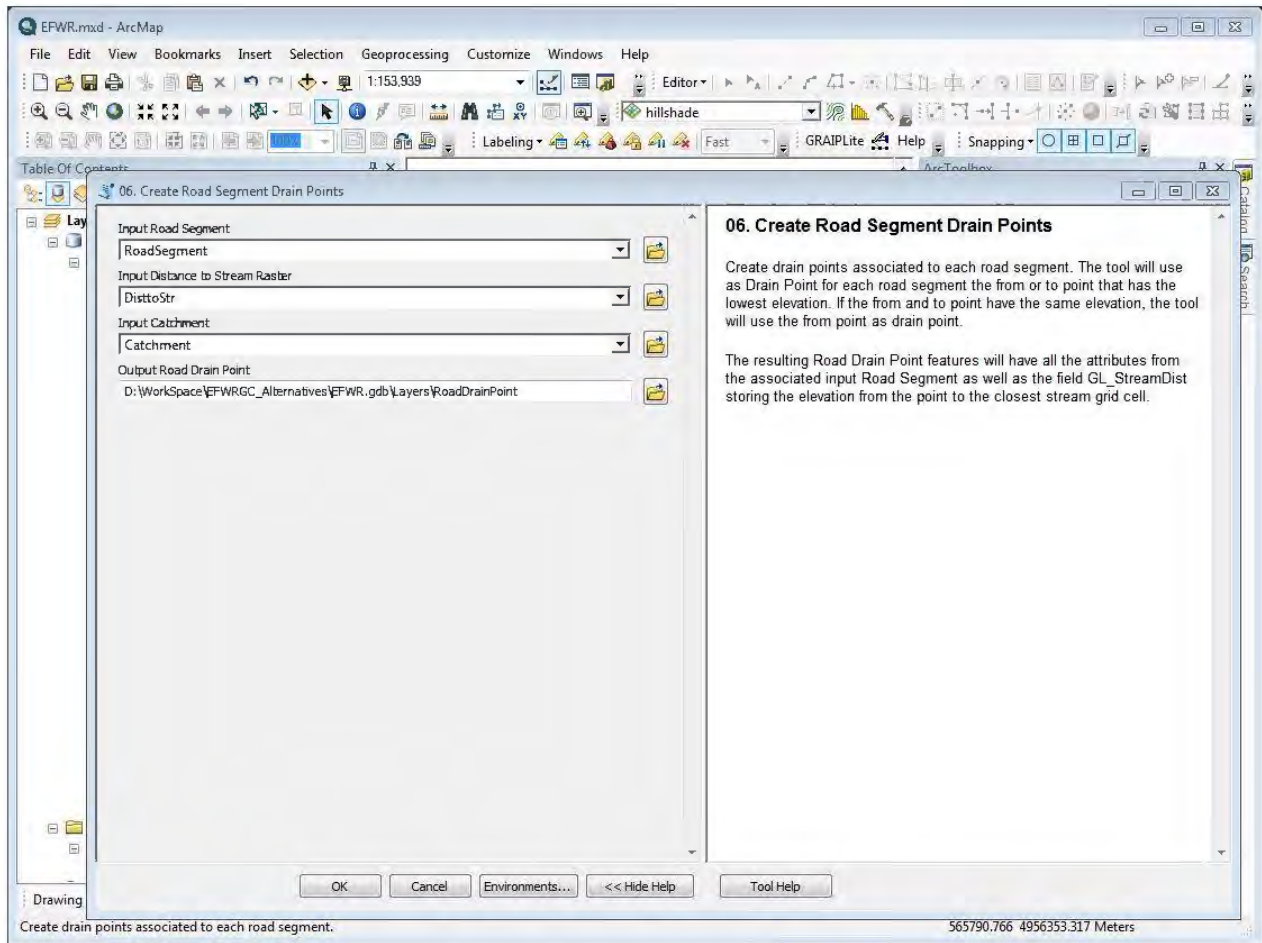 EFWR.mxd - ArcMap
File Edit View Bookmarks Insert Selection Geoprocessing Customize Windows Help
1:153,939
Editor
hillshade
100%
Labeling
Fast
GRAIPLite
Help
Snapping
Table Of Contents
ArcToolbox
Catalog
Search
Lay
06. Create Road Segment Drain Points
Input Road Segment
RoadSegment
Input Distance to Stream Raster
DisttoStr
Input Catchment
Catchment
Output Road Drain Point
D:\WorkSpace\EFWRGC_Alternatives\EFWR.gdb\Layers\RoadDrainPoint
06. Create Road Segment Drain Points
Create drain points associated to each road segment. The tool will use
as Drain Point for each road segment the from or to point that has the
lowest elevation. If the from and to point have the same elevation, the tool
will use the from point as drain point.
The resulting Road Drain Point features will have all the attributes from
the associated input Road Segment as well as the field GL_StreamDist
storing the elevation from the point to the closest stream grid cell.
OK
Cancel
Environments...
<< Hide Help
Tool Help
Drawing
Create drain points associated to each road segment.
565790.766 4956353.317 Meters